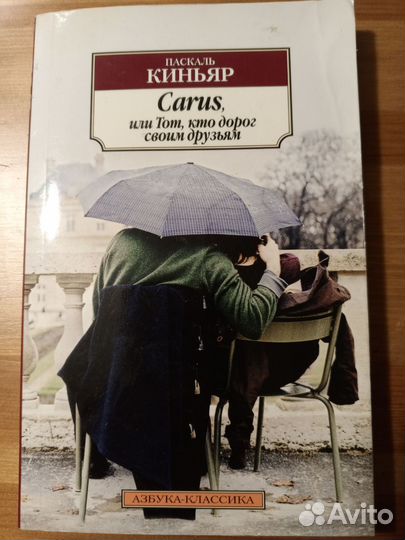 ПАСКАЛЬ
КИНЬЯР
Carus,
или Тот, кто дорог
своим друзьям
АЗБУКА-КЛАССИКА
Avito